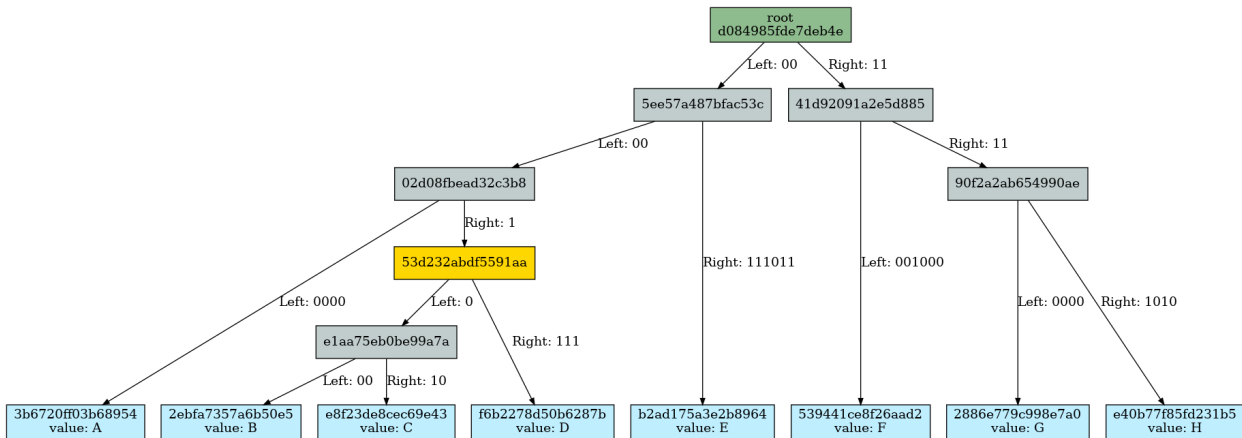 root
d084985fde7deb4e
Left: 00
Right: 11
5ee57a487bfac53c
41d92091a2e5d885
Left: 00
Right: 11
02d08fbead32c3b8
90f2a2ab654990ae
Right: 1
53d232abdf5591aa
Right: 111011
Left: 001000
Left: 0000
Left: 0
Left: 0000
Right: 1010
e1aa75eb0be99a7a
Right: 111
Left: 00
Right: 10
3b6720ff03b68954
value: A
2ebfa7357a6b50e5
value: B
e8f23de8cec69e43
value: C
f6b2278d50b6287b
value: D
b2ad175a3e2b8964
value: E
539441ce8f26aad2
value: F
2886e779c998e7a0
value: G
e40b77f85fd231b5
value: H